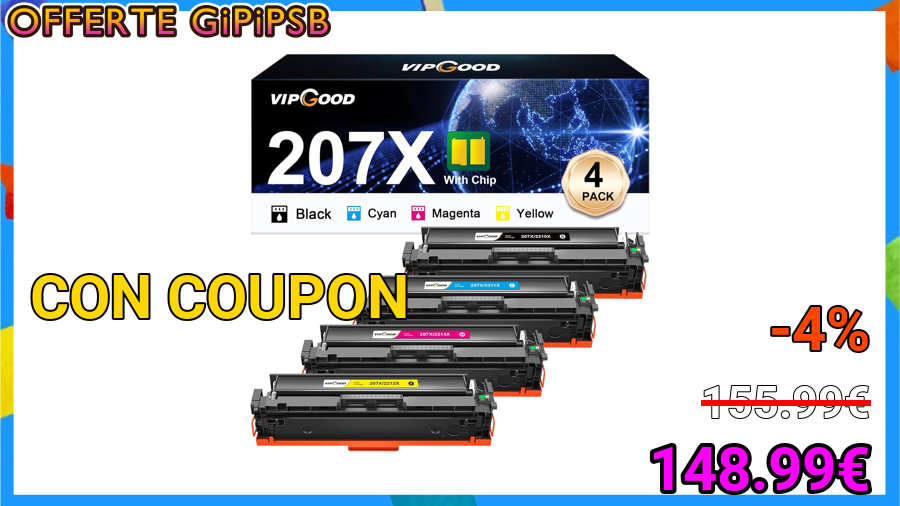 OFFERTE GiPiPSB
VIPGOOD
VIPGOOD
207X
With Chip
4
PACK
Black
Cyan
Magenta
Yellow
207X/2210X
CON COUPON
207X/2211X
C
207X/2213X
M
VIPGOOD
207X/2212X
Y
-4%
155.99€
148.99€